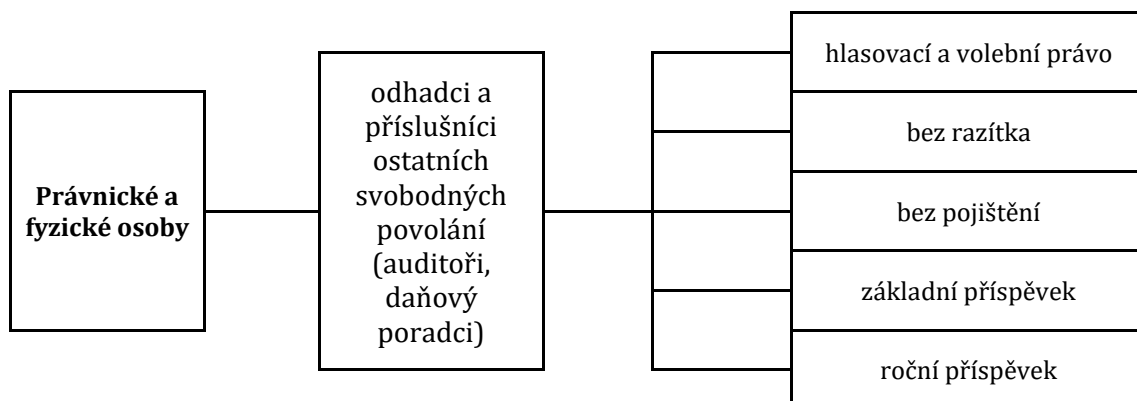 Právnické a
fyzické osoby
odhadci a
příslušníci
ostatních
svobodných
povolání
(auditoři,
daňový
poradci)
hlasovací a volební právo
bez razítka
bez pojištění
základní příspěvek
roční příspěvek